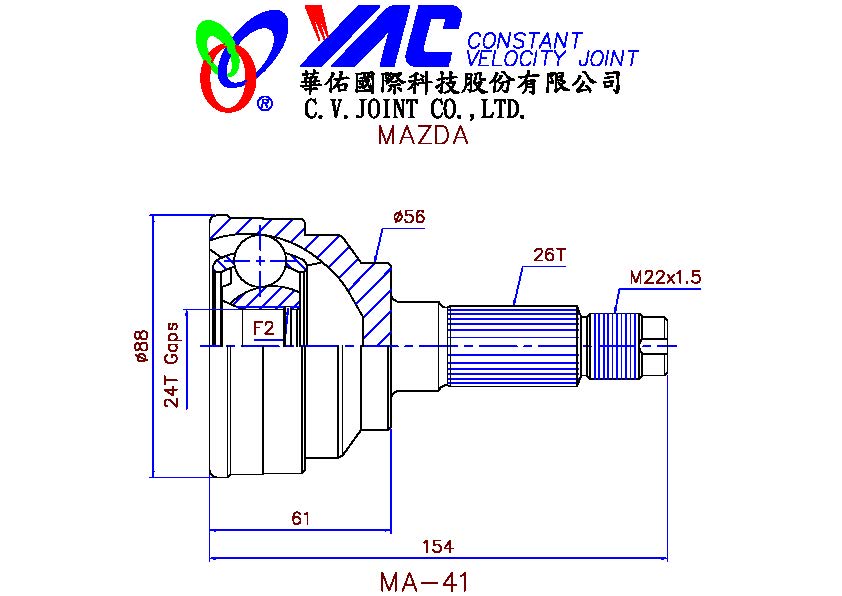 YAC CONSTANT
VELOCITY JOINT
®
華佑國際科技股份有限公司
C.V.JOINT CO.,LTD.
MAZDA
ø56
26T
M22x1.5
F2
ø88
24T Gaps
61
154
MA-41